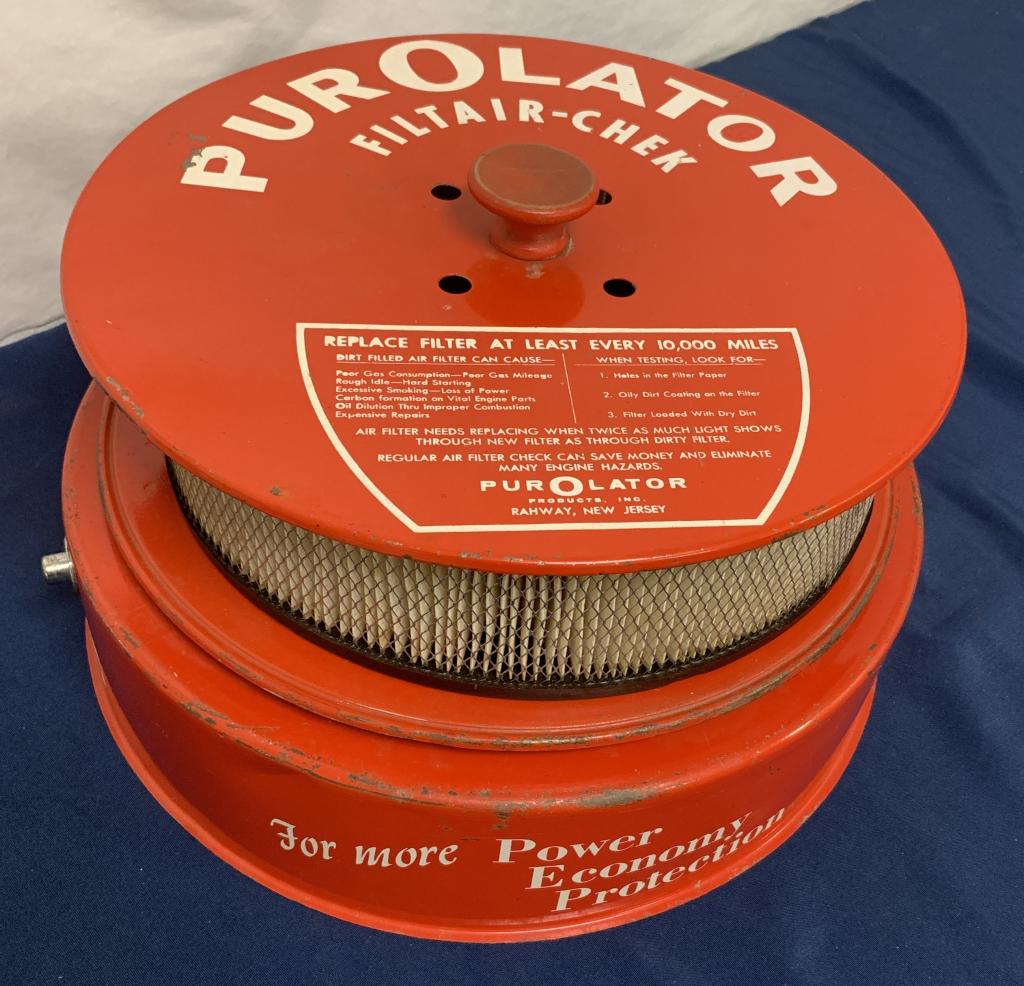 PUROLATOR
FILTAIR-CHEK
REPLACE FILTER AT LEAST EVERY 10,000 MILES
DIRT FILLED AIR FILTER CAN CAUSE—
Poor Gas Consumption—Poor Gas Mileage
Rough Idle—Hard Starting
Excessive Smoking—Loss of Power
Carbon formation on Vital Engine Parts
Oil Dilution Thru Improper Combustion
Expensive Repairs
WHEN TESTING, LOOK FOR—
1. Holes in the Filter Paper
2. Oily Dirt Coating on the Filter
3. Filter Loaded With Dry Dirt
AIR FILTER NEEDS REPLACING WHEN TWICE AS MUCH LIGHT SHOWS
THROUGH NEW FILTER AS THROUGH DIRTY FILTER.
REGULAR AIR FILTER CHECK CAN SAVE MONEY AND ELIMINATE
MANY ENGINE HAZARDS.
PUROLATOR
PRODUCTS, INC.
RAHWAY, NEW JERSEY
For more Power
Economy
Protection